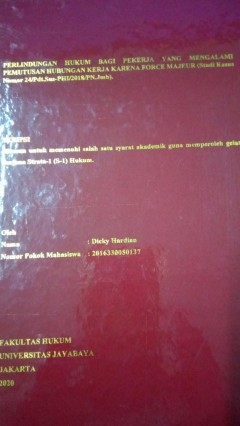 PERLINDUNGAN HUKUM BAGI PEKERJA YANG MENGALAMI
PEMUTUSAN HUBUNGAN KERJA KARENA FORCE MAJEUR (Studi Kasus
Nomor 24/Pdt.Sus-PHI/2018/PN.Jmb).
SKRIPSI
untuk memenuhi salah satu syarat akademik guna memperoleh gelar
Sarjana Strata-1 (S-1) Hukum.
Oleh
Nama : Dicky Hardian
Nomor Pokok Mahasiswa : 2016330050137
FAKULTAS HUKUM
UNIVERSITAS JAYABAYA
JAKARTA
2020